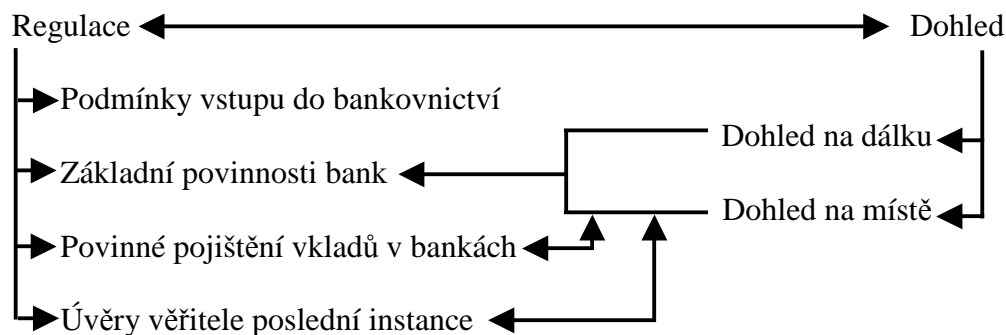 Regulace
Dohled
Podmínky vstupu do bankovnictví
Dohled na dálku
Základní povinnosti bank
Dohled na místě
Povinné pojištění vkladů v bankách
Úvěry věřitele poslední instance